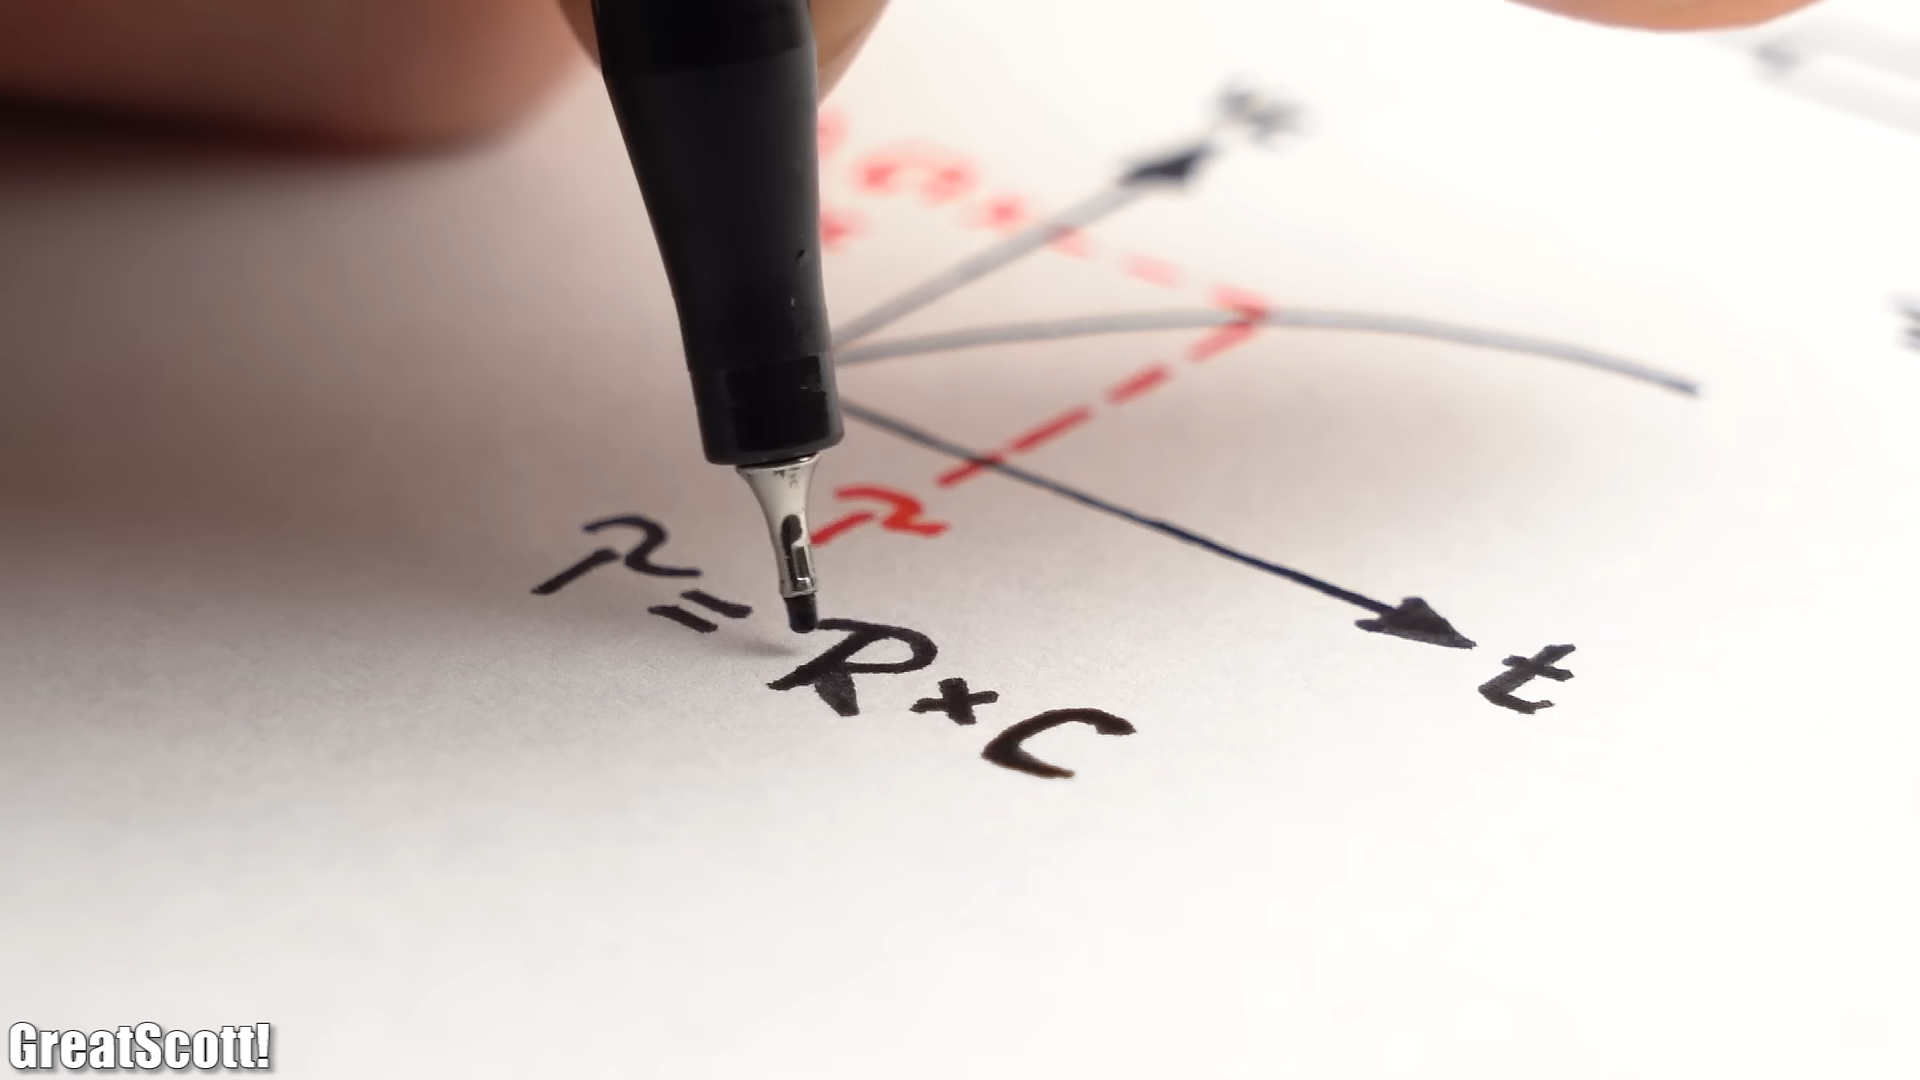 τ
t
τ = R × C
GreatScott!